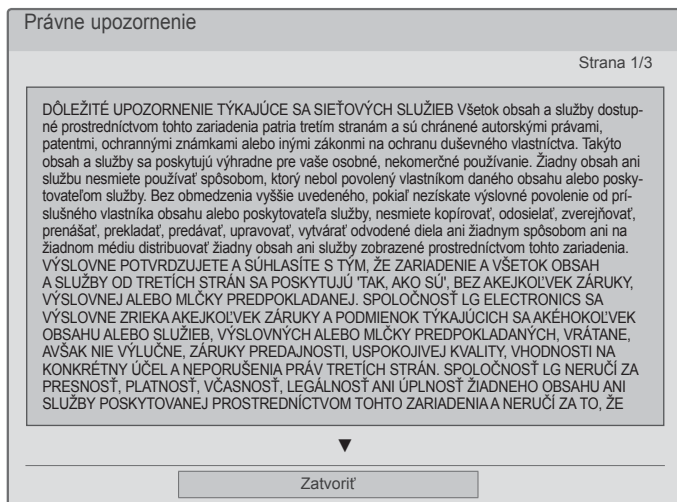 Právne upozornenie
Strana 1/3
DÔLEŽITÉ UPOZORNENIE TÝKAJÚCE SA SIEŤOVÝCH SLUŽIEB Všetok obsah a služby dostup-
né prostredníctvom tohto zariadenia patria tretím stranám a sú chránené autorskými právami,
patentmi, ochrannými známkami alebo inými zákonmi na ochranu duševného vlastníctva. Takýto
obsah a služby sa poskytujú výhradne pre vaše osobné, nekomerčné používanie. Žiadny obsah ani
službu nesmiete používať spôsobom, ktorý nebol povolený vlastníkom daného obsahu alebo posky-
tovateľom služby. Bez obmedzenia vyššie uvedeného, pokiaľ nezískate výslovné povolenie od prí-
slušného vlastníka obsahu alebo poskytovateľa služby, nesmiete kopírovať, odosielať, zverejňovať,
prenášať, prekladať, predávať, upravovať, vytvárať odvodené diela ani žiadnym spôsobom ani na
žiadnom médiu distribuovať žiadny obsah ani služby zobrazené prostredníctvom tohto zariadenia.
VÝSLOVNE POTVRDZUJETE A SÚHLASÍTE S TÝM, ŽE ZARIADENIE A VŠETOK OBSAH
A SLUŽBY OD TRETÍCH STRÁN SA POSKYTUJÚ 'TAK, AKO SÚ', BEZ AKEJKOĽVEK ZÁRUKY,
VÝSLOVNEJ ALEBO MLČKY PREDPOKLADANEJ. SPOLOČNOSŤ LG ELECTRONICS SA
VÝSLOVNE ZRIEKA AKEJKOĽVEK ZÁRUKY A PODMIENOK TÝKAJÚCICH SA AKÉHOKOĽVEK
OBSAHU ALEBO SLUŽIEB, VÝSLOVNÝCH ALEBO MLČKY PREDPOKLADANÝCH, VRÁTANE,
AVŠAK NIE VÝLUČNE, ZÁRUKY PREDAJNOSTI, USPOKOJIVEJ KVALITY, VHODNOSTI NA
KONKRÉTNY ÚČEL A NEPORUŠENIA PRÁV TRETÍCH STRÁN. SPOLOČNOSŤ LG NERUČÍ ZA
PRESNOSŤ, PLATNOSŤ, VČASNOSŤ, LEGÁLNOSŤ ANI ÚPLNOSŤ ŽIADNEHO OBSAHU ANI
SLUŽBY POSKYTOVANEJ PROSTREDNÍCTVOM TOHTO ZARIADENIA A NERUČÍ ZA TO, ŽE
Zatvoriť